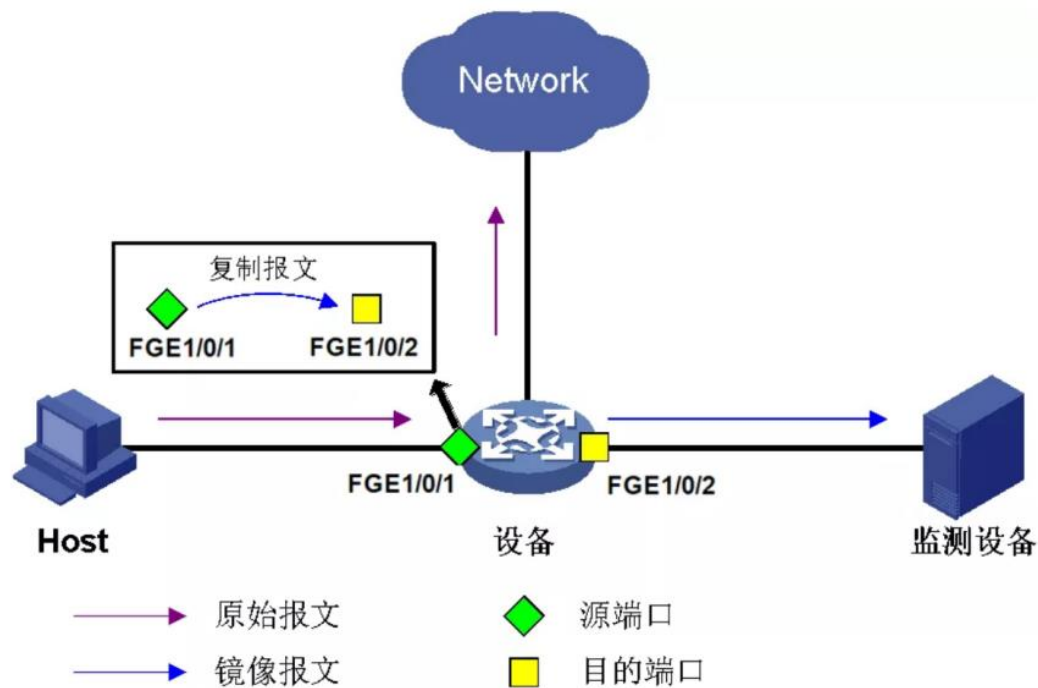 Network
复制报文
FGE1/0/1
FGE1/0/2
FGE1/0/1
FGE1/0/2
Host
设备
监测设备
原始报文
源端口
镜像报文
目的端口